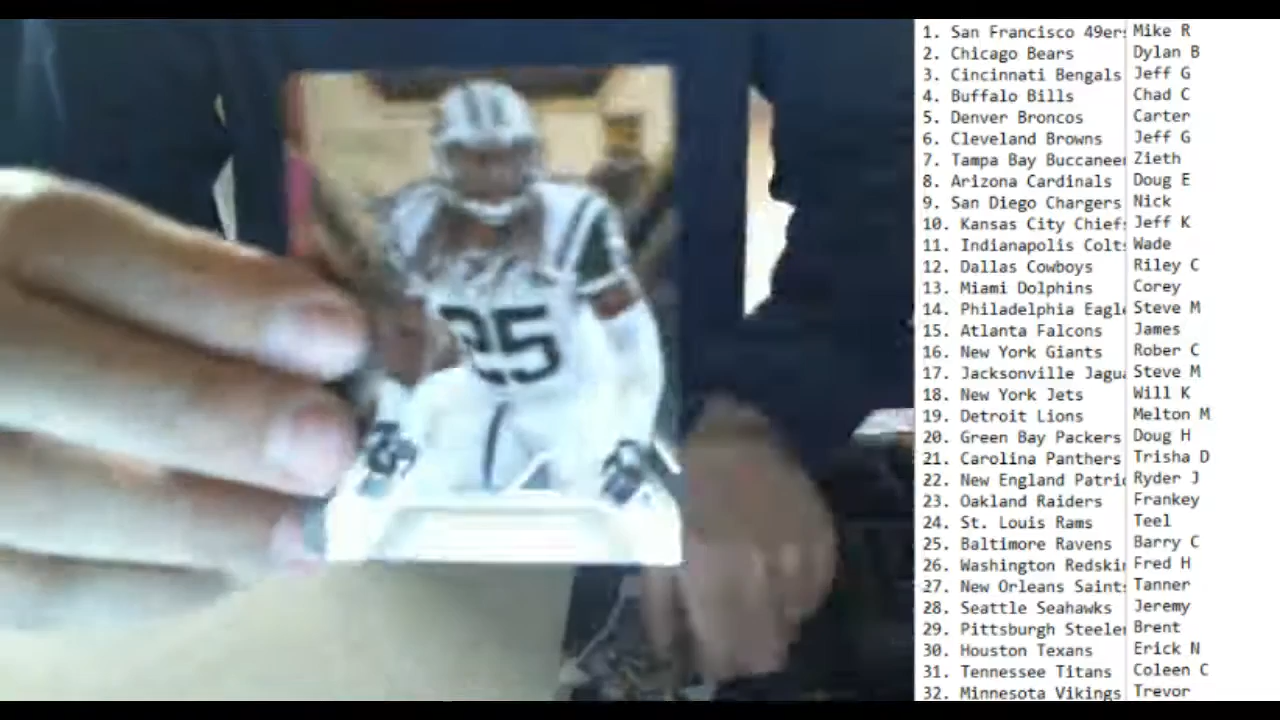 1. San Francisco 49ers Mike R
2. Chicago Bears Dylan B
3. Cincinnati Bengals Jeff G
4. Buffalo Bills Chad C
5. Denver Broncos Carter
6. Cleveland Browns Jeff G
7. Tampa Bay Buccaneer Zieth
8. Arizona Cardinals Doug E
9. San Diego Chargers Nick
10. Kansas City Chiefs Jeff K
11. Indianapolis Colts Wade
12. Dallas Cowboys Riley C
13. Miami Dolphins Corey
14. Philadelphia Eagle Steve M
15. Atlanta Falcons James
16. New York Giants Rober C
17. Jacksonville Jagua Steve M
18. New York Jets Will K
19. Detroit Lions Melton M
20. Green Bay Packers Doug H
21. Carolina Panthers Trisha D
22. New England Patrio Ryder J
23. Oakland Raiders Frankey
24. St. Louis Rams Teel
25. Baltimore Ravens Barry C
26. Washington Redskin Fred H
27. New Orleans Saints Tanner
28. Seattle Seahawks Jeremy
29. Pittsburgh Steeler Brent
30. Houston Texans Erick N
31. Tennessee Titans Coleen C
32. Minnesota Vikings Trevor
25